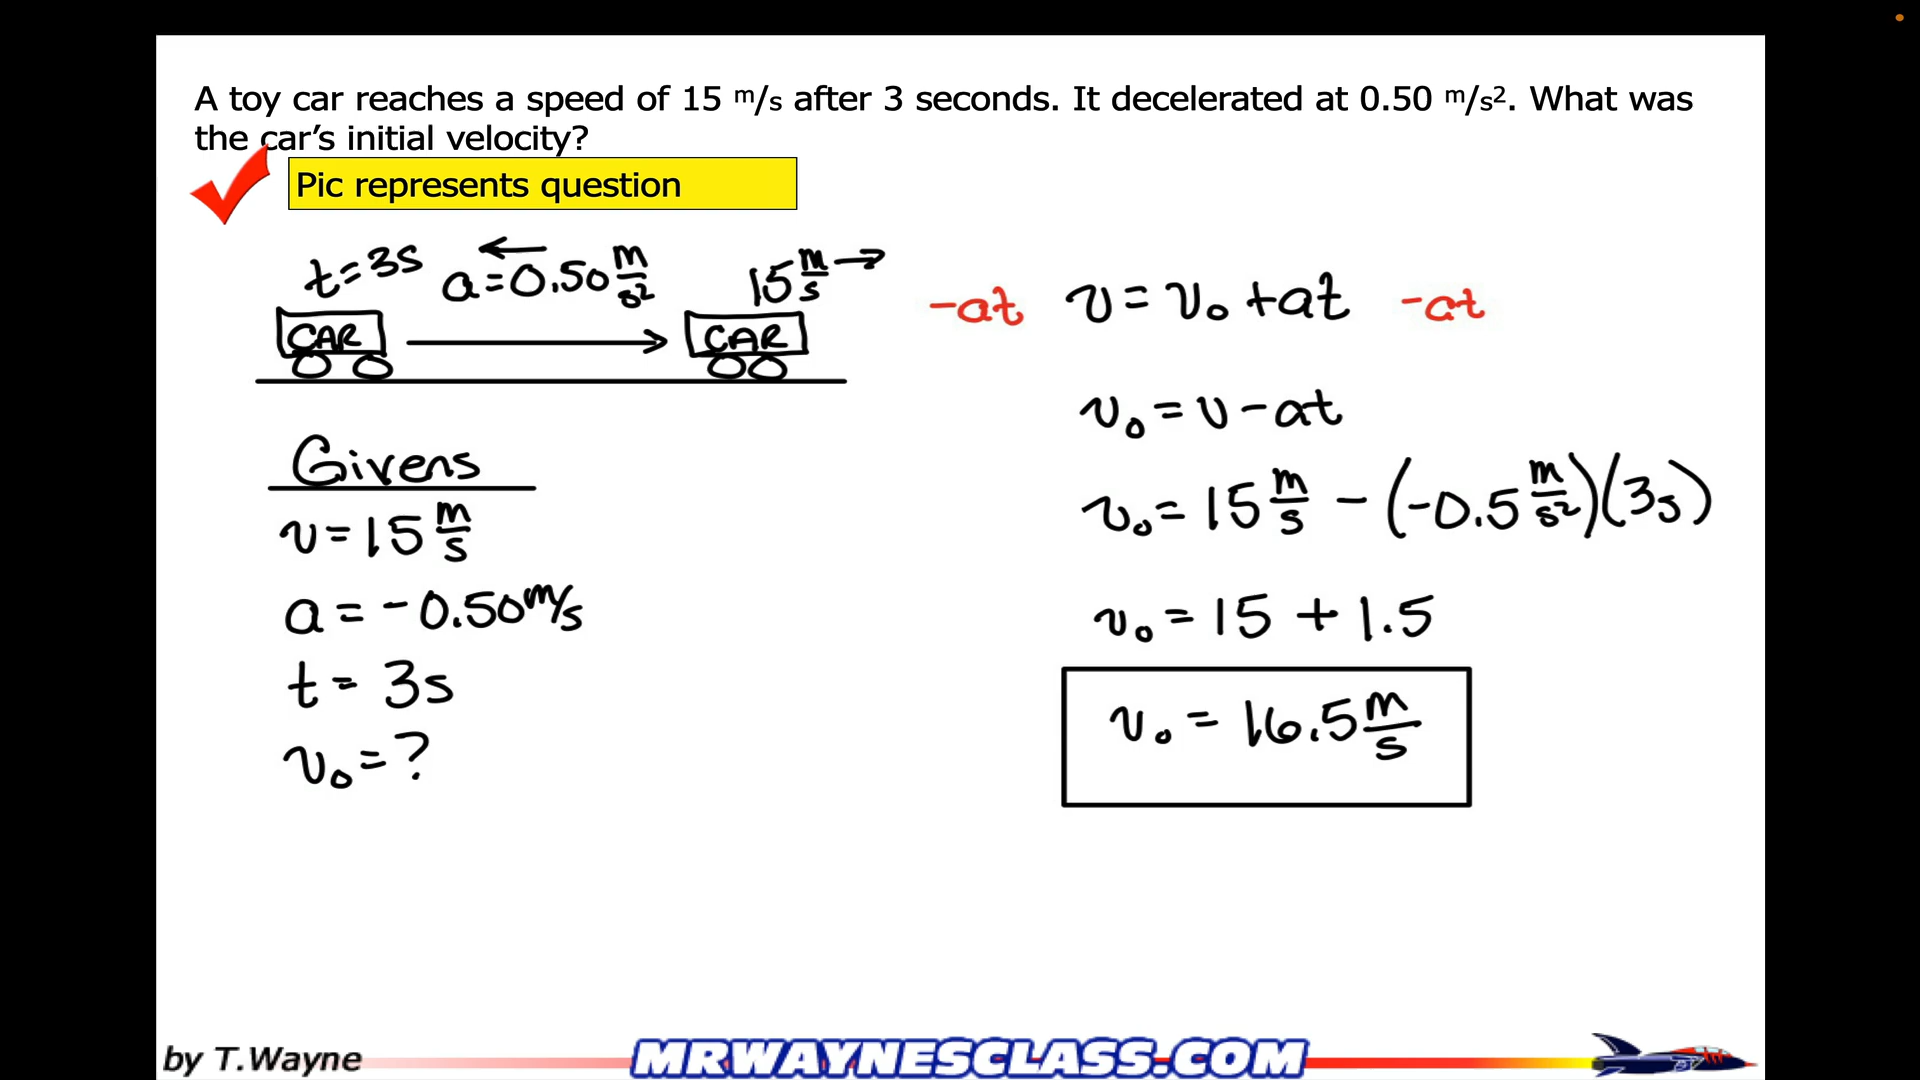 A toy car reaches a speed of 15 m/s after 3 seconds. It decelerated at 0.50 m/s². What was
the car’s initial velocity?
Pic represents question
t=3s a=0.50 m/s² 15 m/s
CAR CAR
Givens
v=15 m/s
a=-0.50 m/s
t=3s
v₀=?
-at v=v₀+at -at
v₀=v-at
v₀=15 m/s-(-0.5 m/s²)(3s)
v₀=15+1.5
v₀=16.5 m/s
by T.Wayne
MRWAYNESCLASS.COM